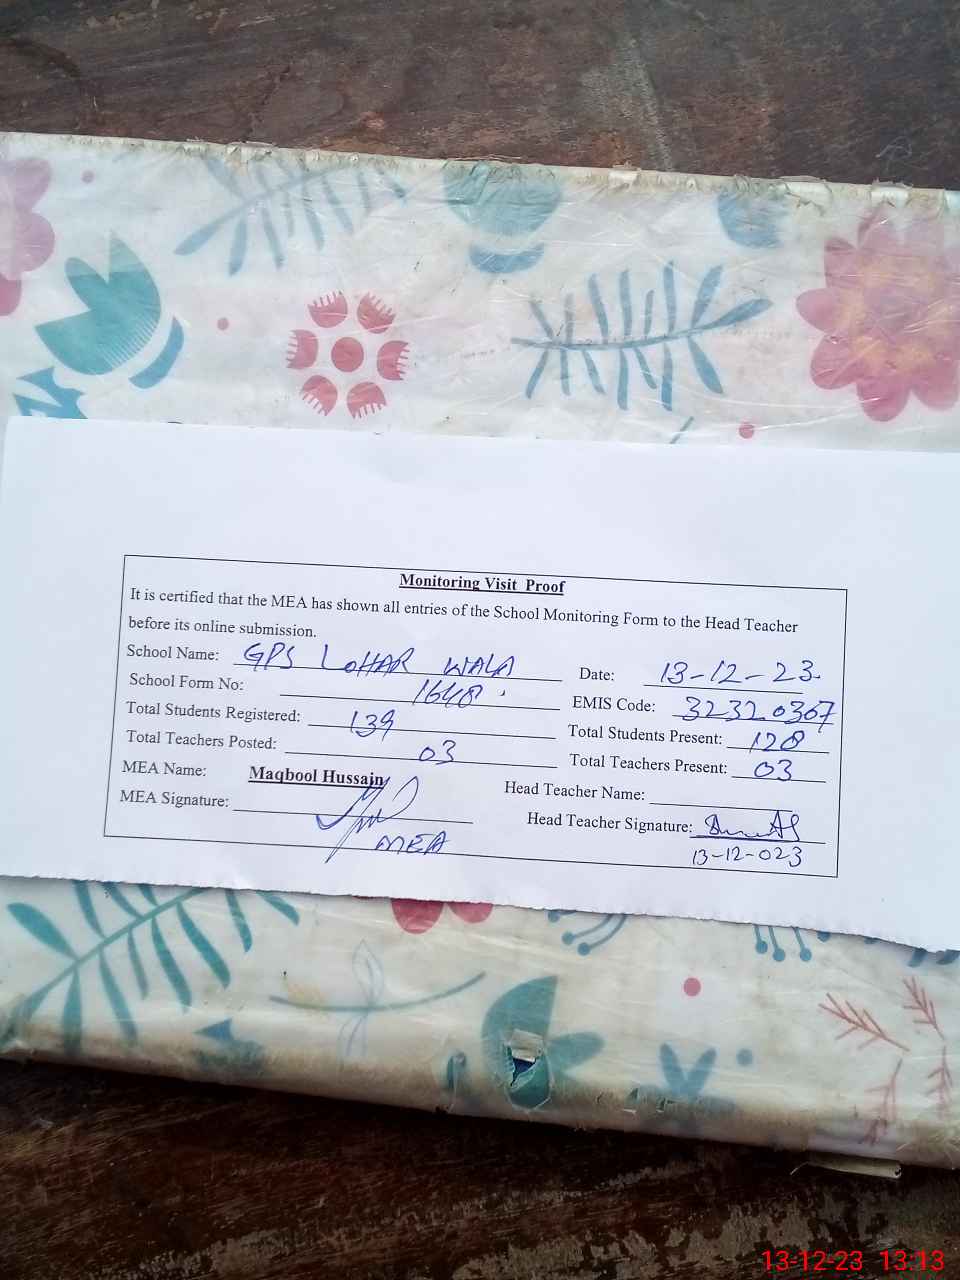 Monitoring Visit Proof
It is certified that the MEA has shown all entries of the School Monitoring Form to the Head Teacher
before its online submission.
School Name: GPS LOHAR WALA Date: 13-12-23
School Form No: 1648 EMIS Code: 32320367
Total Students Registered: 139 Total Students Present: 128
Total Teachers Posted: 03 Total Teachers Present: 03
MEA Name: Maqbool Hussain Head Teacher Name:
MEA Signature: Head Teacher Signature:
MEA 13-12-023
13-12-23 13:13